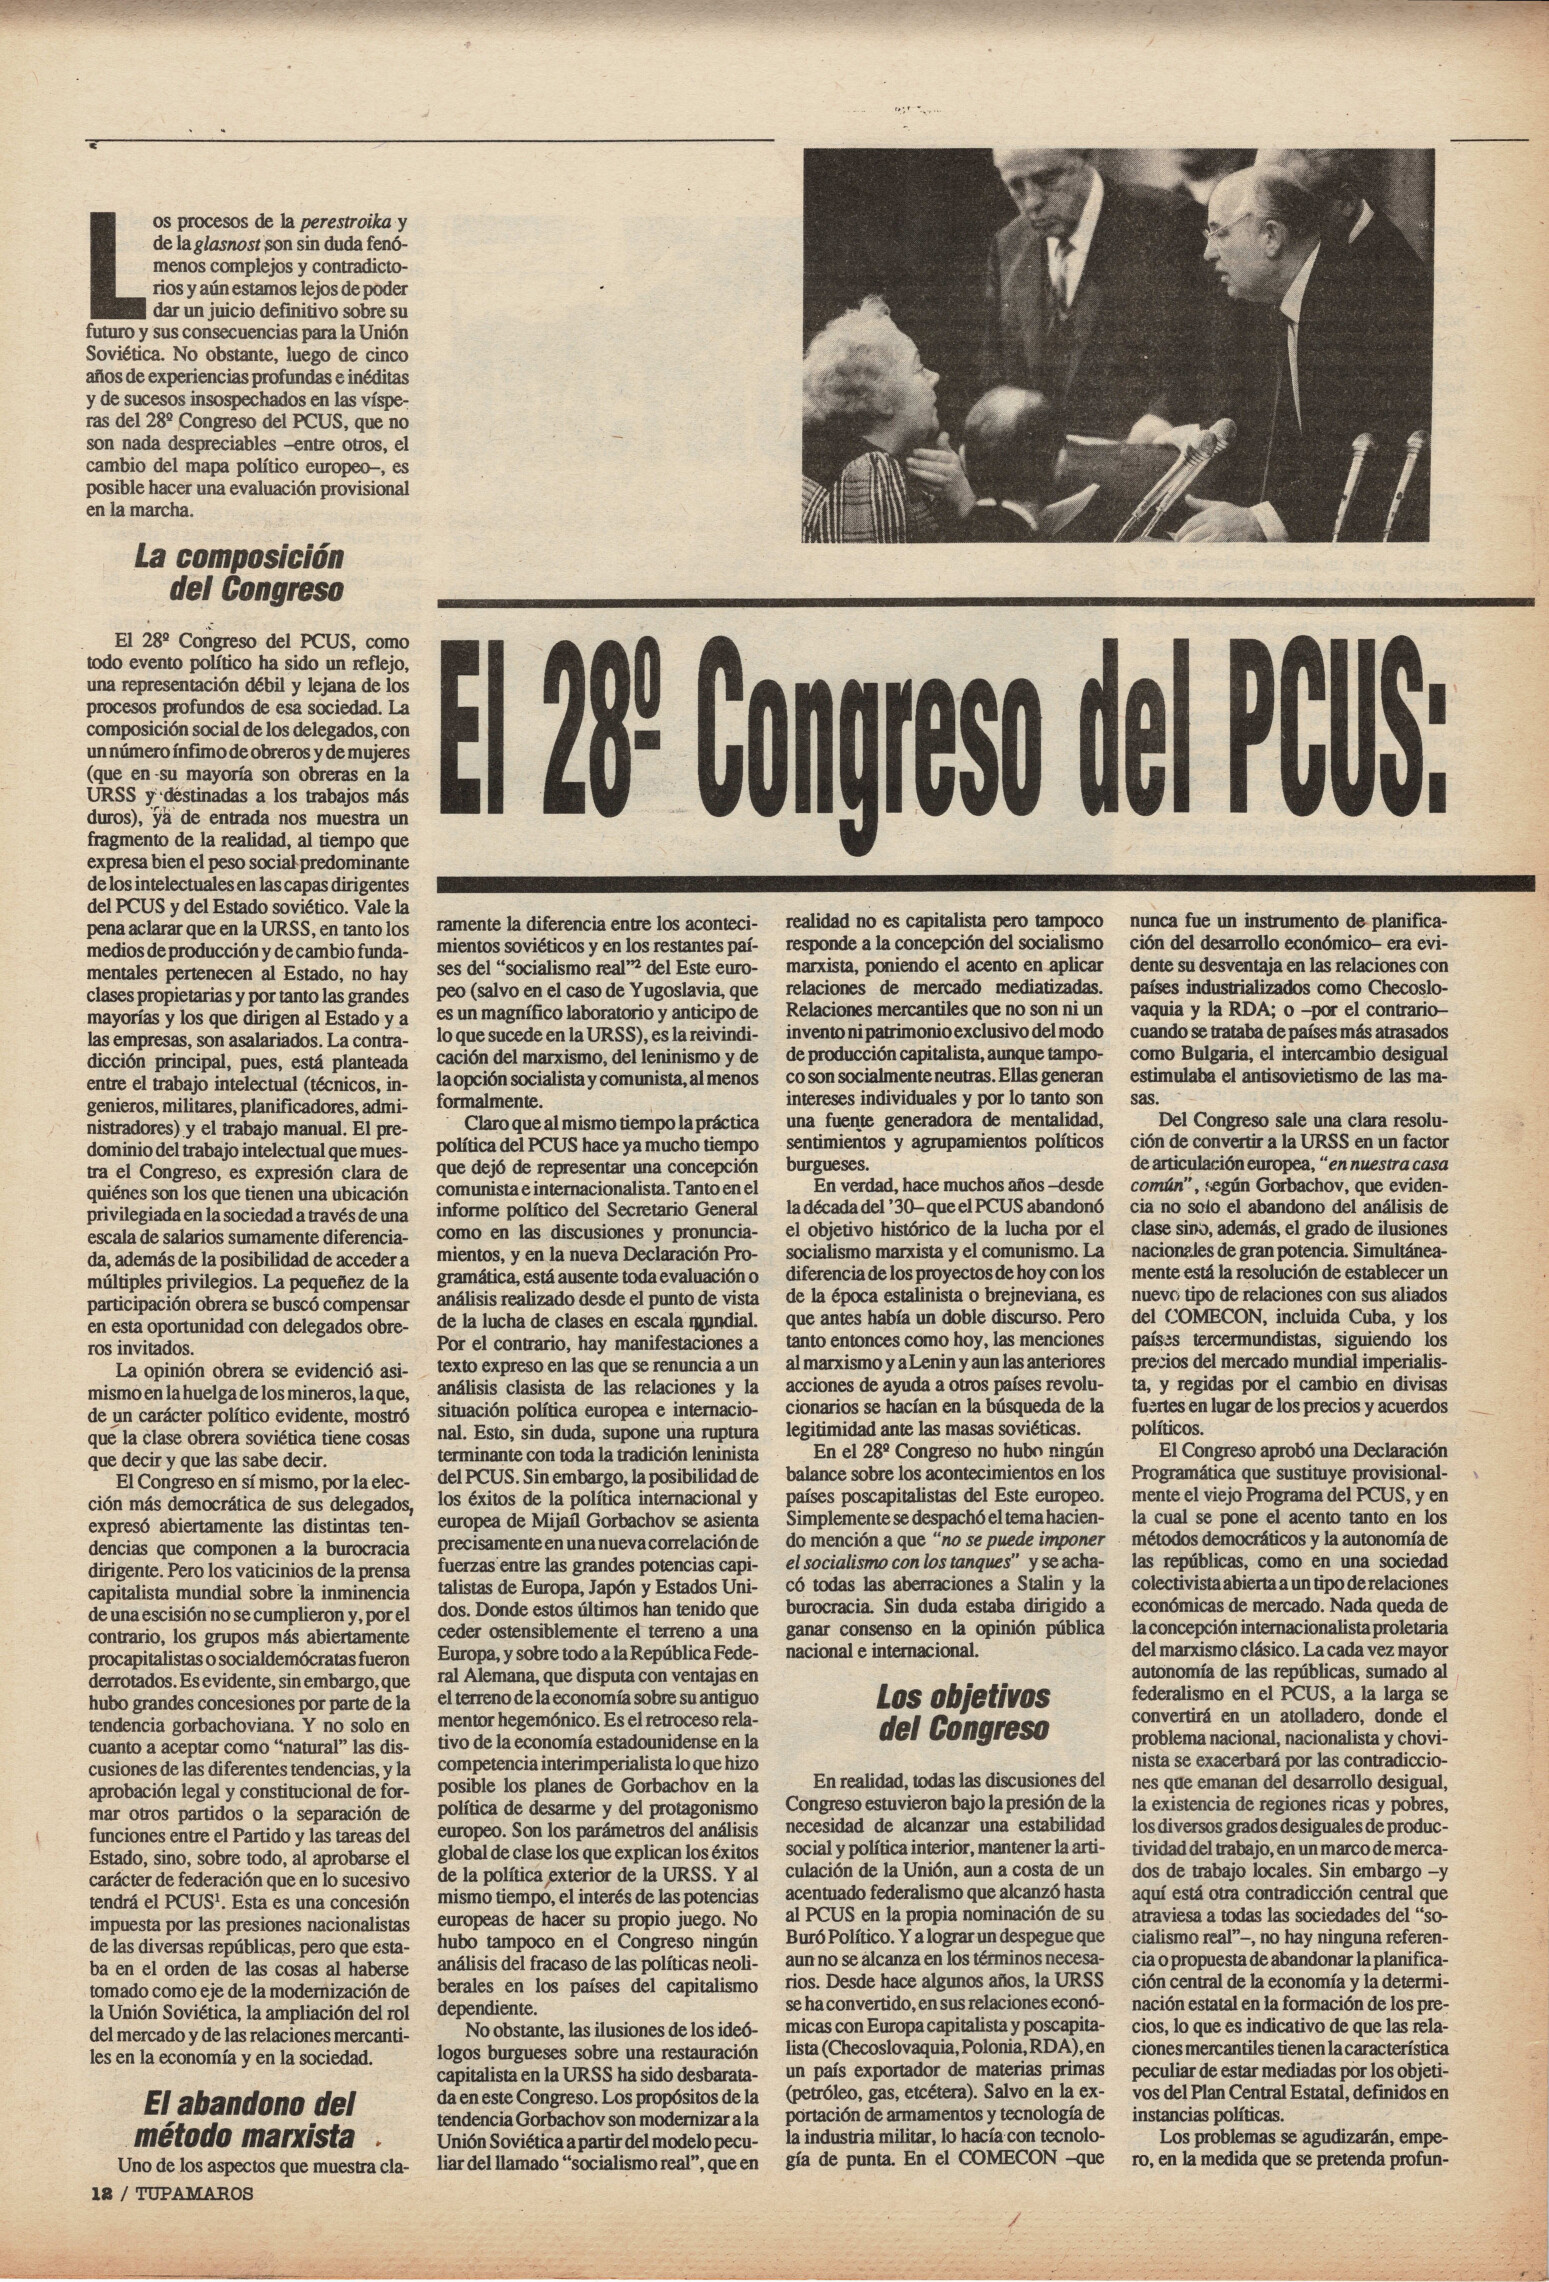 Los procesos de la perestroika y
de la glasnost son sin duda fenó-
menos complejos y contradicto-
rios y aún estamos lejos de poder
dar un juicio definitivo sobre su
futuro y sus consecuencias para la Unión
Soviética. No obstante, luego de cinco
años de experiencias profundas e inéditas
y de sucesos insospechados en las víspe-
ras del 28º Congreso del PCUS, que no
son nada despreciables –entre otros, el
cambio del mapa político europeo–, es
posible hacer una evaluación provisional
en la marcha.
La composición
del Congreso
El 28º Congreso del PCUS, como
todo evento político ha sido un reflejo,
una representación débil y lejana de los
procesos profundos de esa sociedad. La
composición social de los delegados, con
un número ínfimo de obreros y de mujeres
(que en su mayoría son obreras en la
URSS y destinadas a los trabajos más
duros), ya de entrada nos muestra un
fragmento de la realidad, al tiempo que
expresa bien el peso social predominante
de los intelectuales en las capas dirigentes
del PCUS y del Estado soviético. Vale la
pena aclarar que en la URSS, en tanto los
medios de producción y de cambio funda-
mentales pertenecen al Estado, no hay
clases propietarias y por tanto las grandes
mayorías y los que dirigen al Estado y a
las empresas, son asalariados. La contra-
dicción principal, pues, está planteada
entre el trabajo intelectual (técnicos, in-
genieros, militares, planificadores, admi-
nistradores) y el trabajo manual. El pre-
dominio del trabajo intelectual que mues-
tra el Congreso, es expresión clara de
quiénes son los que tienen una ubicación
privilegiada en la sociedad a través de una
escala de salarios sumamente diferencia-
da, además de la posibilidad de acceder a
múltiples privilegios. La pequeñez de la
participación obrera se buscó compensar
en esta oportunidad con delegados obre-
ros invitados.
La opinión obrera se evidenció asi-
mismo en la huelga de los mineros, la que,
de un carácter político evidente, mostró
que la clase obrera soviética tiene cosas
que decir y que las sabe decir.
El Congreso en sí mismo, por la elec-
ción más democrática de sus delegados,
expresó abiertamente las distintas ten-
dencias que componen a la burocracia
dirigente. Pero los vaticinios de la prensa
capitalista mundial sobre la inminencia
de una escisión no se cumplieron y, por el
contrario, los grupos más abiertamente
procapitalistas o socialdemócratas fueron
derrotados. Es evidente, sin embargo, que
hubo grandes concesiones por parte de la
tendencia gorbachoviana. Y no solo en
cuanto a aceptar como "natural" las dis-
cusiones de las diferentes tendencias, y la
aprobación legal y constitucional de for-
mar otros partidos o la separación de
funciones entre el Partido y las tareas del
Estado, sino, sobre todo, al aprobarse el
carácter de federación que en lo sucesivo
tendrá el PCUS¹. Esta es una concesión
impuesta por las presiones nacionalistas
de las diversas repúblicas, pero que esta-
ba en el orden de las cosas al haberse
tomado como eje de la modernización de
la Unión Soviética, la ampliación del rol
del mercado y de las relaciones mercanti-
les en la economía y en la sociedad.
El abandono del
método marxista
Uno de los aspectos que muestra cla-
12 / TUPAMAROS
El 28º Congreso del PCUS:
ramente la diferencia entre los aconteci-
mientos soviéticos y en los restantes paí-
ses del "socialismo real"² del Este euro-
peo (salvo en el caso de Yugoslavia, que
es un magnífico laboratorio y anticipo de
lo que sucede en la URSS), es la reivindi-
cación del marxismo, del leninismo y de
la opción socialista y comunista, al menos
formalmente.
Claro que al mismo tiempo la práctica
política del PCUS hace ya mucho tiempo
que dejó de representar una concepción
comunista e internacionalista. Tanto en el
informe político del Secretario General
como en las discusiones y pronuncia-
mientos, y en la nueva Declaración Pro-
gramática, está ausente toda evaluación o
análisis realizado desde el punto de vista
de la lucha de clases en escala mundial.
Por el contrario, hay manifestaciones a
texto expreso en las que se renuncia a un
análisis clasista de las relaciones y la
situación política europea e internacio-
nal. Esto, sin duda, supone una ruptura
terminante con toda la tradición leninista
del PCUS. Sin embargo, la posibilidad de
los éxitos de la política internacional y
europea de Mijaíl Gorbachov se asienta
precisamente en una nueva correlación de
fuerzas entre las grandes potencias capi-
talistas de Europa, Japón y Estados Uni-
dos. Donde estos últimos han tenido que
ceder ostensiblemente el terreno a una
Europa, y sobre todo a la República Fede-
ral Alemana, que disputa con ventajas en
el terreno de la economía sobre su antiguo
mentor hegemónico. Es el retroceso rela-
tivo de la economía estadounidense en la
competencia interimperialista lo que hizo
posible los planes de Gorbachov en la
política de desarme y del protagonismo
europeo. Son los parámetros del análisis
global de clase los que explican los éxitos
de la política exterior de la URSS. Y al
mismo tiempo, el interés de las potencias
europeas de hacer su propio juego. No
hubo tampoco en el Congreso ningún
análisis del fracaso de las políticas neoli-
berales en los países del capitalismo
dependiente.
No obstante, las ilusiones de los ideó-
logos burgueses sobre una restauración
capitalista en la URSS ha sido desbarata-
da en este Congreso. Los propósitos de la
tendencia Gorbachov son modernizar a la
Unión Soviética a partir del modelo pecu-
liar del llamado "socialismo real", que en
realidad no es capitalista pero tampoco
responde a la concepción del socialismo
marxista, poniendo el acento en aplicar
relaciones de mercado mediatizadas.
Relaciones mercantiles que no son ni un
invento ni patrimonio exclusivo del modo
de producción capitalista, aunque tampo-
co son socialmente neutras. Ellas generan
intereses individuales y por lo tanto son
una fuente generadora de mentalidad,
sentimientos y agrupamientos políticos
burgueses.
En verdad, hace muchos años –desde
la década del '30– que el PCUS abandonó
el objetivo histórico de la lucha por el
socialismo marxista y el comunismo. La
diferencia de los proyectos de hoy con los
de la época estalinista o brejneviana, es
que antes había un doble discurso. Pero
tanto entonces como hoy, las menciones
al marxismo y a Lenin y aun las anteriores
acciones de ayuda a otros países revolu-
cionarios se hacían en la búsqueda de la
legitimidad ante las masas soviéticas.
En el 28º Congreso no hubo ningún
balance sobre los acontecimientos en los
países poscapitalistas del Este europeo.
Simplemente se despachó el tema hacien-
do mención a que "no se puede imponer
el socialismo con los tanques" y se acha-
có todas las aberraciones a Stalin y la
burocracia. Sin duda estaba dirigido a
ganar consenso en la opinión pública
nacional e internacional.
Los objetivos
del Congreso
En realidad, todas las discusiones del
Congreso estuvieron bajo la presión de la
necesidad de alcanzar una estabilidad
social y política interior, mantener la arti-
culación de la Unión, aun a costa de un
acentuado federalismo que alcanzó hasta
al PCUS en la propia nominación de su
Buró Político. Y a lograr un despegue que
aun no se alcanza en los términos necesa-
rios. Desde hace algunos años, la URSS
se ha convertido, en sus relaciones econó-
micas con Europa capitalista y poscapita-
lista (Checoslovaquia, Polonia, RDA), en
un país exportador de materias primas
(petróleo, gas, etcétera). Salvo en la ex-
portación de armamentos y tecnología de
la industria militar, lo hacía con tecnolo-
gía de punta. En el COMECON –que
nunca fue un instrumento de planifica-
ción del desarrollo económico– era evi-
dente su desventaja en las relaciones con
países industrializados como Checoslo-
vaquia y la RDA; o –por el contrario–
cuando se trataba de países más atrasados
como Bulgaria, el intercambio desigual
estimulaba el antisovietismo de las ma-
sas.
Del Congreso sale una clara resolu-
ción de convertir a la URSS en un factor
de articulación europea, "en nuestra casa
común", según Gorbachov, que eviden-
cia no solo el abandono del análisis de
clase sino, además, el grado de ilusiones
nacionales de gran potencia. Simultánea-
mente está la resolución de establecer un
nuevo tipo de relaciones con sus aliados
del COMECON, incluida Cuba, y los
países tercermundistas, siguiendo los
precios del mercado mundial imperialis-
ta, y regidas por el cambio en divisas
fuertes en lugar de los precios y acuerdos
políticos.
El Congreso aprobó una Declaración
Programática que sustituye provisional-
mente el viejo Programa del PCUS, y en
la cual se pone el acento tanto en los
métodos democráticos y la autonomía de
las repúblicas, como en una sociedad
colectivista abierta a un tipo de relaciones
económicas de mercado. Nada queda de
la concepción internacionalista proletaria
del marxismo clásico. La cada vez mayor
autonomía de las repúblicas, sumado al
federalismo en el PCUS, a la larga se
convertirá en un atolladero, donde el
problema nacional, nacionalista y chovi-
nista se exacerbará por las contradiccio-
nes que emanan del desarrollo desigual,
la existencia de regiones ricas y pobres,
los diversos grados desiguales de produc-
tividad del trabajo, en un marco de merca-
dos de trabajo locales. Sin embargo –y
aquí está otra contradicción central que
atraviesa a todas las sociedades del "so-
cialismo real"–, no hay ninguna referen-
cia o propuesta de abandonar la planifica-
ción central de la economía y la determi-
nación estatal en la formación de los pre-
cios, lo que es indicativo de que las rela-
ciones mercantiles tienen la característica
peculiar de estar mediadas por los objeti-
vos del Plan Central Estatal, definidos en
instancias políticas.
Los problemas se agudizarán, empe-
ro, en la medida que se pretenda profun-